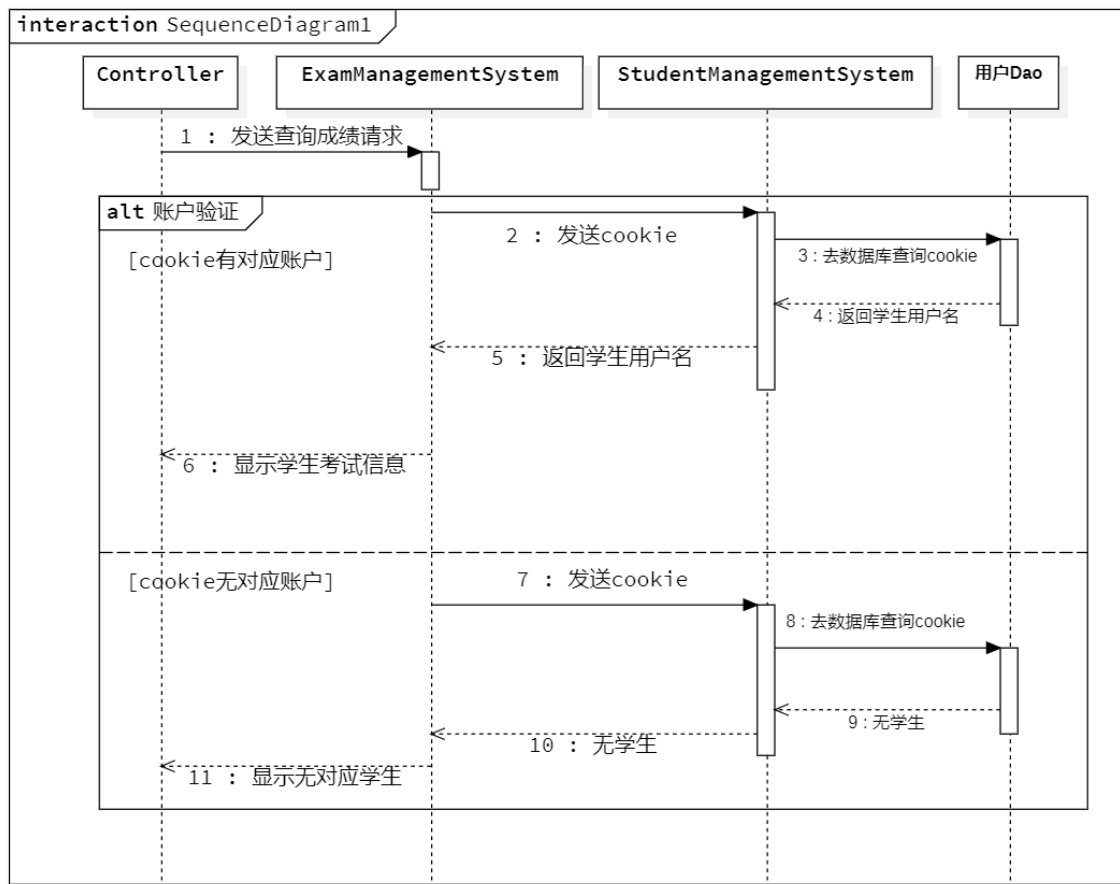 interaction SequenceDiagram1
Controller
ExamManagementSystem
StudentManagementSystem
用户Dao
1 : 发送查询成绩请求
alt 账户验证
2 : 发送cookie
[cookie有对应账户]
3 : 去数据库查询cookie
4 : 返回学生用户名
5 : 返回学生用户名
6 : 显示学生考试信息
[cookie无对应账户]
7 : 发送cookie
8 : 去数据库查询cookie
9 : 无学生
10 : 无学生
11 : 显示无对应学生